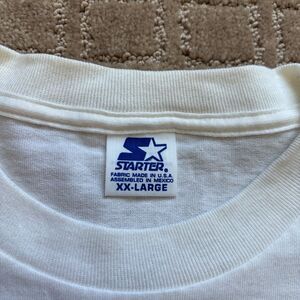 STARTER®
FABRIC MADE IN U.S.A.
ASSEMBLED IN MEXICO
XX-LARGE